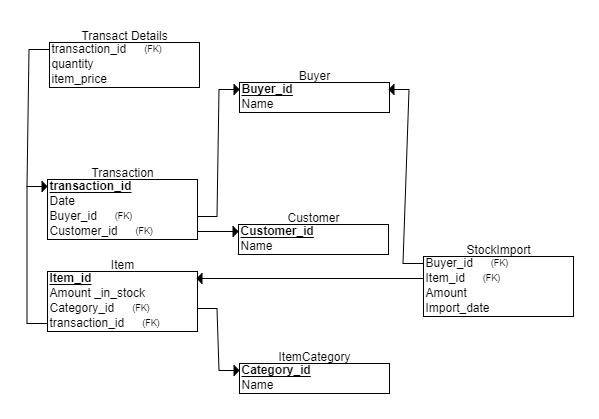 Transact Details
transaction_id (FK)
quantity
item_price
Buyer
Buyer_id
Name
Transaction
transaction_id
Date
Buyer_id (FK)
Customer_id (FK)
Customer
Customer_id
Name
StockImport
Buyer_id (FK)
Item_id (FK)
Amount
Import_date
Item
Item_id
Amount _in_stock
Category_id (FK)
transaction_id (FK)
ItemCategory
Category_id
Name